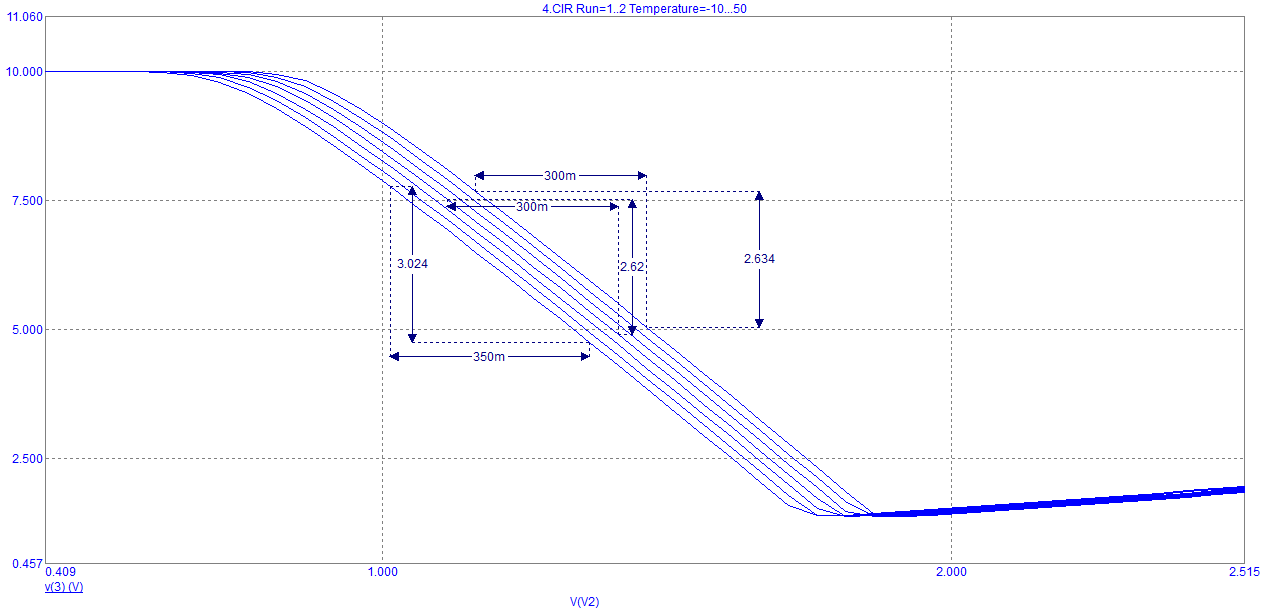 4.CIR Run=1..2 Temperature=-10...50
11.060
10.000
7.500
5.000
2.500
0.457
300m
300m
3.024
2.62
2.634
350m
0.409
1.000
2.000
2.515
v(3) (V)
V(V2)